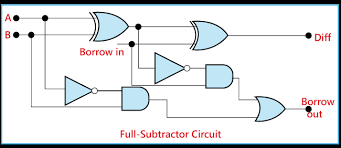 A
B
Borrow in
Diff
Borrow
out
Full-Subtractor Circuit